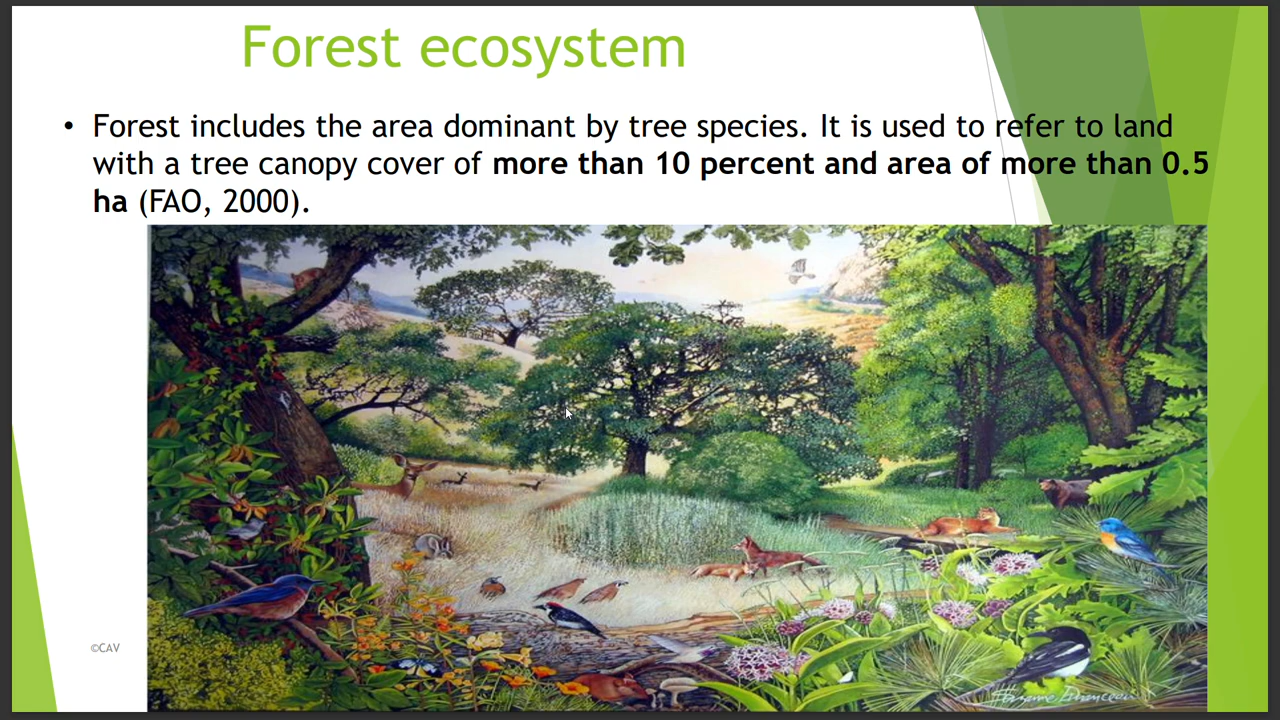 Forest ecosystem
• Forest includes the area dominant by tree species. It is used to refer to land
with a tree canopy cover of more than 10 percent and area of more than 0.5
ha (FAO, 2000).
©CAV